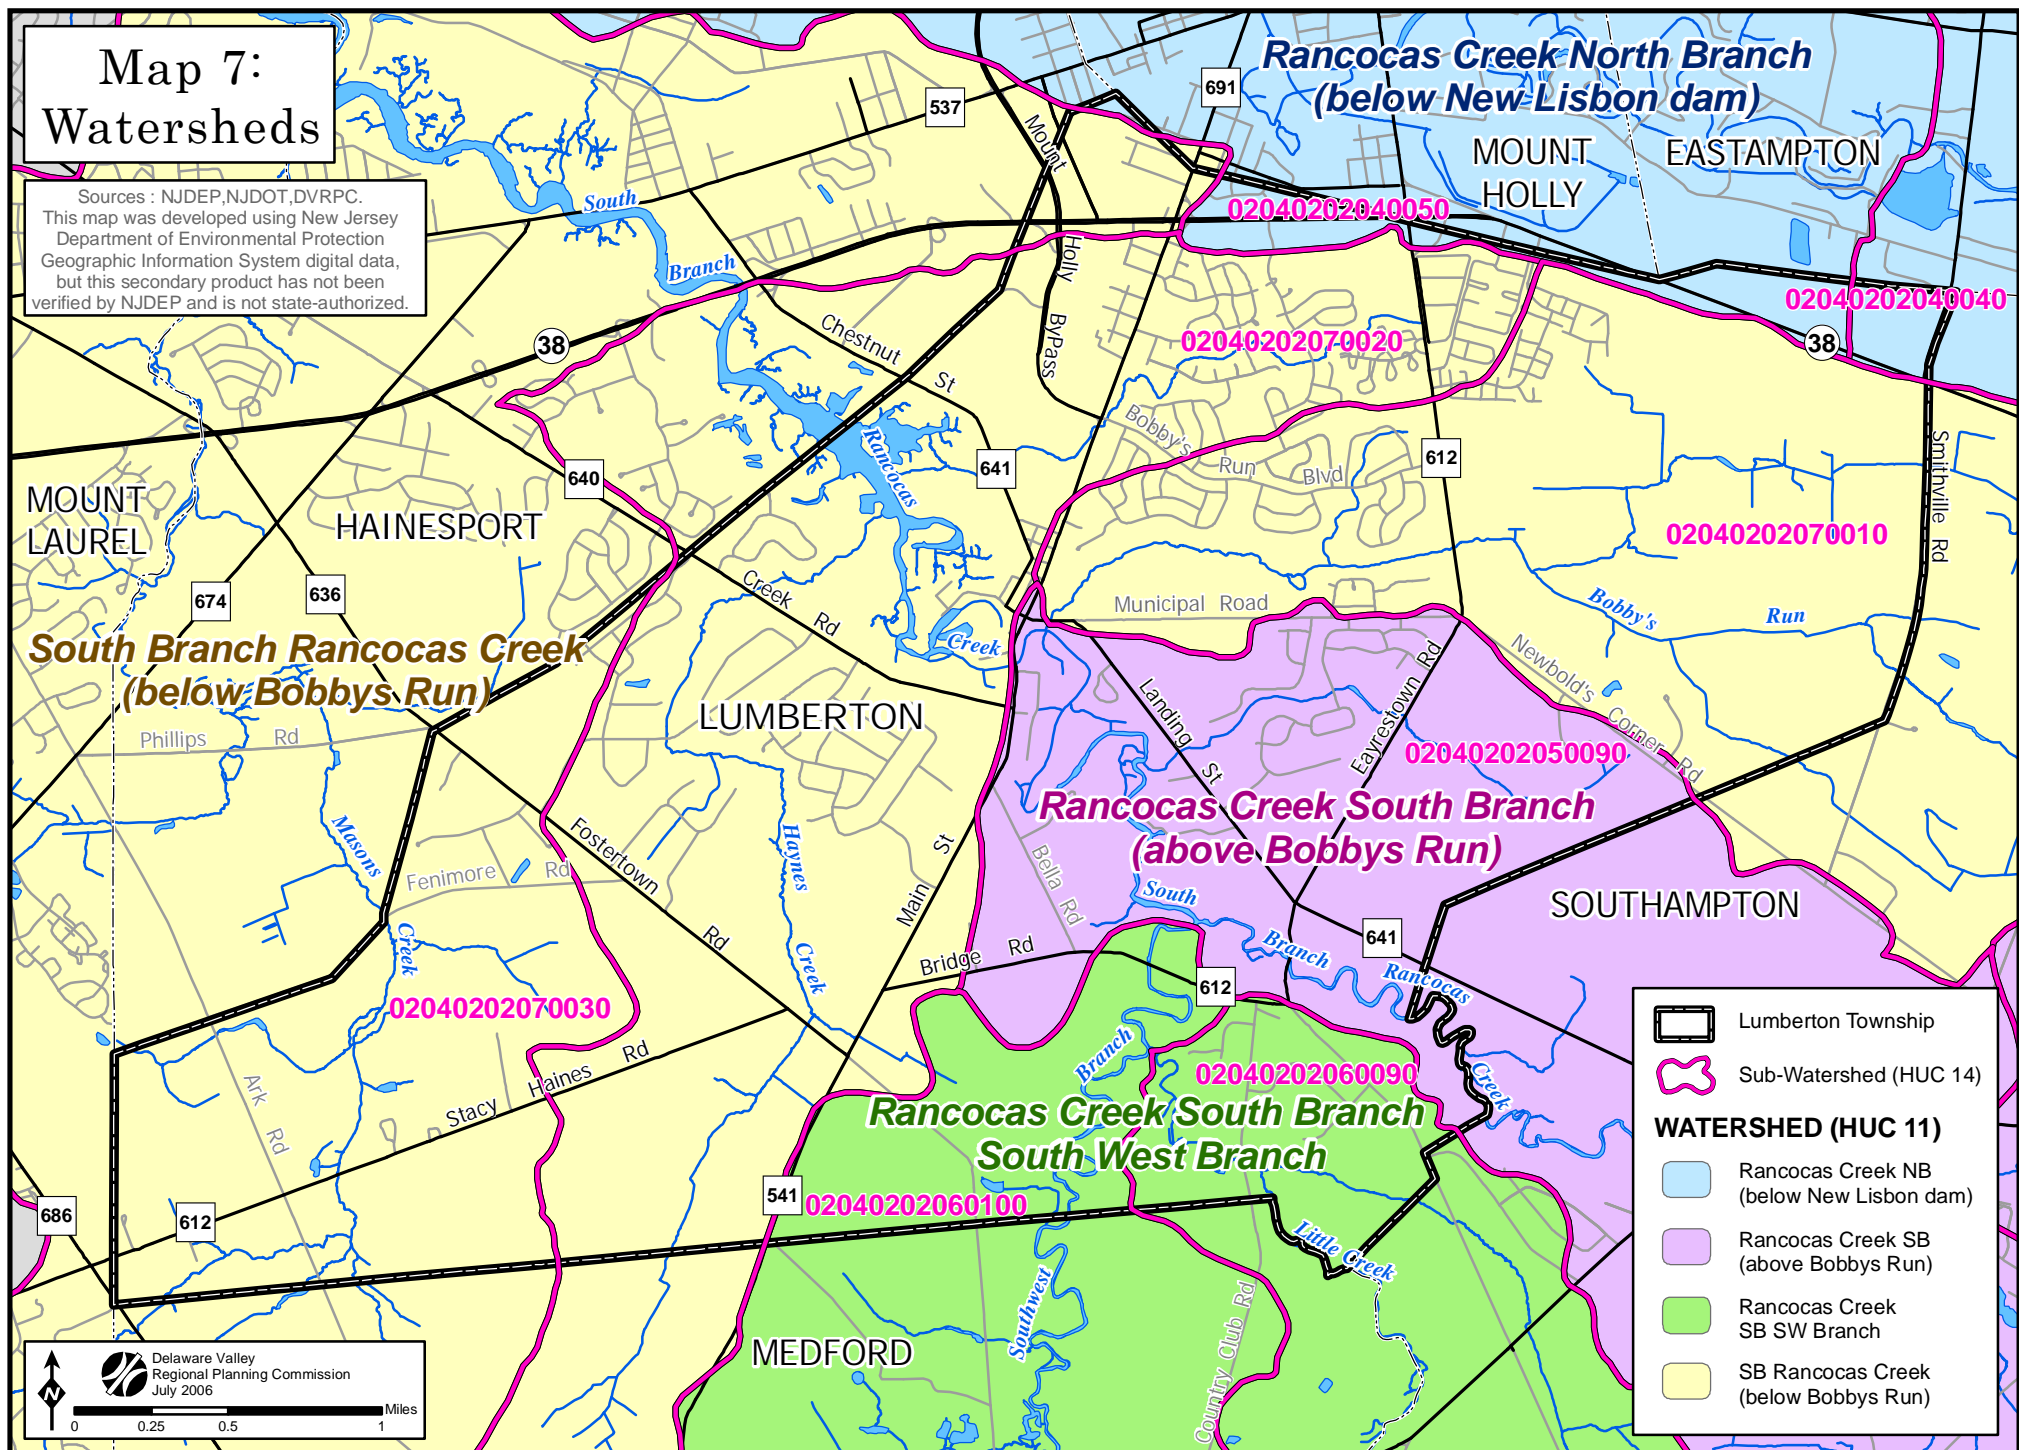 Map 7:
Watersheds
Sources : NJDEP,NJDOT,DVRPC.
This map was developed using New Jersey
Department of Environmental Protection
Geographic Information System digital data,
but this secondary product has not been
verified by NJDEP and is not state-authorized.
Rancocas Creek North Branch
(below New Lisbon dam)
691
537
MOUNT
HOLLY
EASTAMPTON
Mount
Holly
ByPass
South
Branch
Rancocas
Creek
02040202040050
02040202040040
38
38
Chestnut
St
02040202070020
Bobby's
Run
Blvd
612
641
640
MOUNT
LAUREL
HAINESPORT
674
636
02040202070010
Smithville Rd
Creek
Rd
Municipal Road
Bobby's
Run
South Branch Rancocas Creek
(below Bobbys Run)
Phillips
Rd
LUMBERTON
Landing
St
Eayrestown Rd
Newbold's
Corner
Rd
02040202050090
Rancocas Creek South Branch
(above Bobbys Run)
Masons
Creek
Fenimore
Rd
Fostertown
Rd
Haynes
Creek
Main
St
Bella
Rd
South
Branch
Rancocas
Creek
SOUTHAMPTON
641
Bridge
Rd
612
02040202070030
Stacy
Haines
Rd
Ark
Rd
Branch
02040202060090
Rancocas Creek South Branch
South West Branch
541
02040202060100
686
612
Little Creek
Southwest
Country Club Rd
MEDFORD
Lumberton Township
Sub-Watershed (HUC 14)
WATERSHED (HUC 11)
Rancocas Creek NB
(below New Lisbon dam)
Rancocas Creek SB
(above Bobbys Run)
Rancocas Creek
SB SW Branch
SB Rancocas Creek
(below Bobbys Run)
N
Delaware Valley
Regional Planning Commission
July 2006
Miles
0
0.25
0.5
1